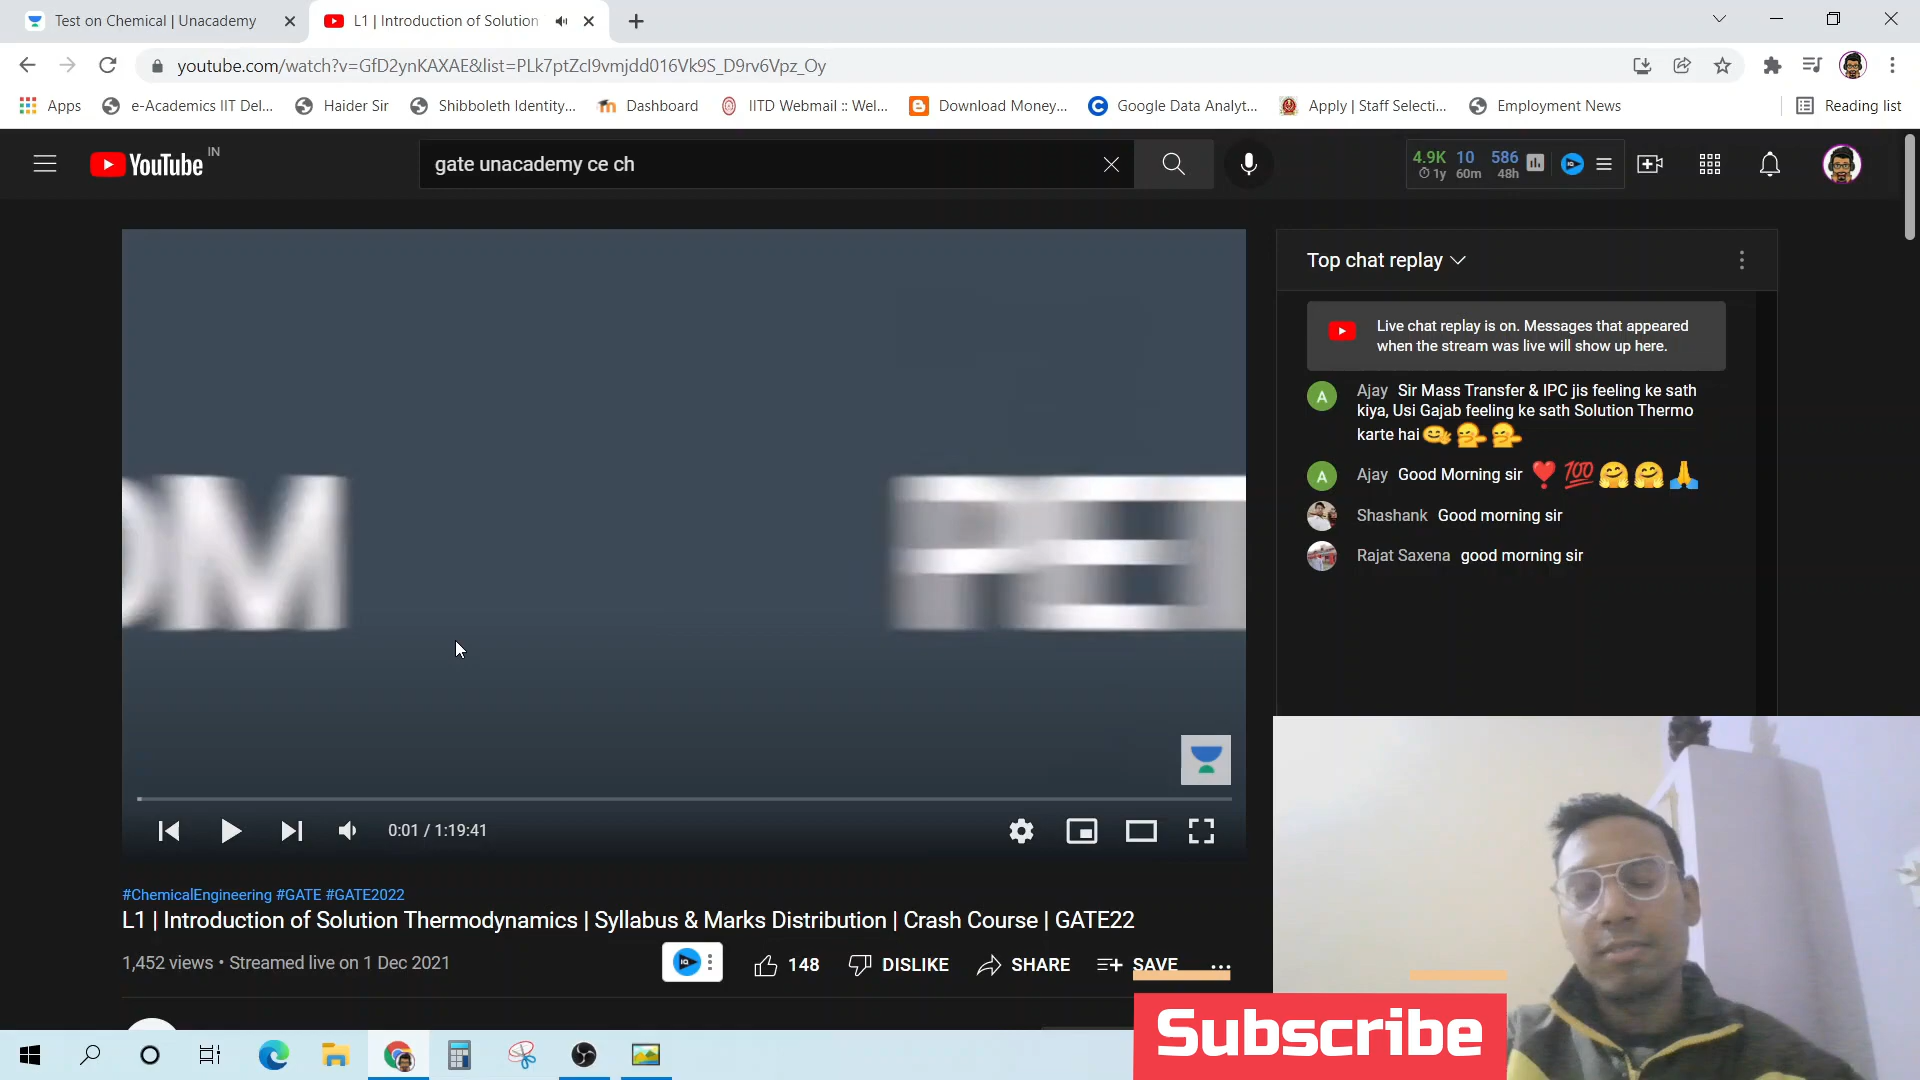 Test on Chemical | Unacademy
L1 | Introduction of Solution
youtube.com/watch?v=GfD2ynKAXAE&list=PLk7ptZcI9vmjdd016Vk9S_D9rv6Vpz_Oy
Apps e-Academics IIT Del... Haider Sir Shibboleth Identity... Dashboard IITD Webmail :: Wel... Download Money... Google Data Analyt... Apply | Staff Selecti... Employment News Reading list
YouTube IN
gate unacademy ce ch
4.9K 10 586
1y 60m 48h
Top chat replay
Live chat replay is on. Messages that appeared
when the stream was live will show up here.
Ajay Sir Mass Transfer & IPC jis feeling ke sath
kiya, Usi Gajab feeling ke sath Solution Thermo
karte hai
Ajay Good Morning sir 💯
Shashank Good morning sir
Rajat Saxena good morning sir
0:01 / 1:19:41
#ChemicalEngineering #GATE #GATE2022
L1 | Introduction of Solution Thermodynamics | Syllabus & Marks Distribution | Crash Course | GATE22
1,452 views • Streamed live on 1 Dec 2021
148 DISLIKE SHARE SAVE
Subscribe